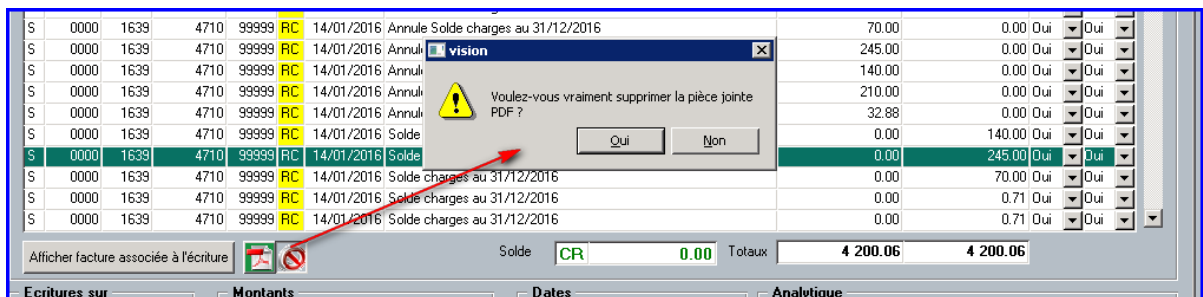 S 0000 1639 4710 99999 RC 14/01/2016 Annule Solde charges au 31/12/2016 70.00 0.00 Oui Oui
S 0000 1639 4710 99999 RC 14/01/2016 245.00 0.00 Oui Oui
S 0000 1639 4710 99999 RC 14/01/2016 140.00 0.00 Oui Oui
S 0000 1639 4710 99999 RC 14/01/2016 210.00 0.00 Oui Oui
S 0000 1639 4710 99999 RC 14/01/2016 32.88 0.00 Oui Oui
S 0000 1639 4710 99999 RC 14/01/2016 Solde 0.00 140.00 Oui Oui
S 0000 1639 4710 99999 RC 14/01/2016 Solde 0.00 245.00 Oui Oui
S 0000 1639 4710 99999 RC 14/01/2016 Solde charges au 31/12/2016 0.00 70.00 Oui Oui
S 0000 1639 4710 99999 RC 14/01/2016 Solde charges au 31/12/2016 0.00 0.71 Oui Oui
S 0000 1639 4710 99999 RC 14/01/2016 Solde charges au 31/12/2016 0.00 0.71 Oui Oui
vision
Voulez-vous vraiment supprimer la pièce jointe
PDF ?
Oui Non
Afficher facture associée à l'écriture Solde CR 0.00 Totaux 4 200.06 4 200.06
Ecritures sur Montants Dates Analytique